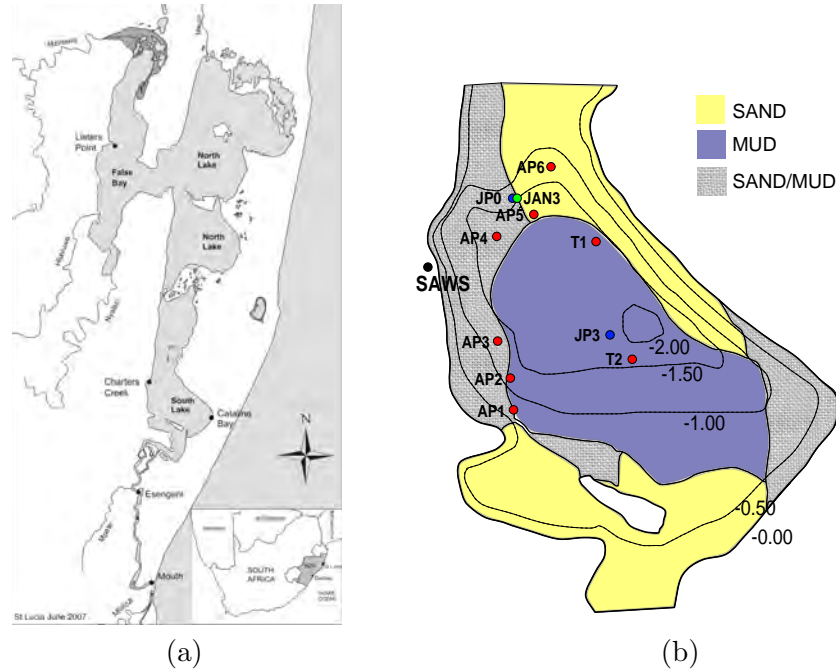 Listers
Point
False
Bay
North
Lake
North
Lake
Charters
Creek
South
Lake
Catalina
Bay
N
Esengeni
Mouth
SOUTH
AFRICA
St Lucia June 2007
(a)
SAND
MUD
SAND/MUD
AP6
JP0
JAN3
AP5
AP4
T1
SAWS
AP3
JP3
-2.00
T2
-1.50
AP2
AP1
-1.00
-0.50
-0.00
(b)